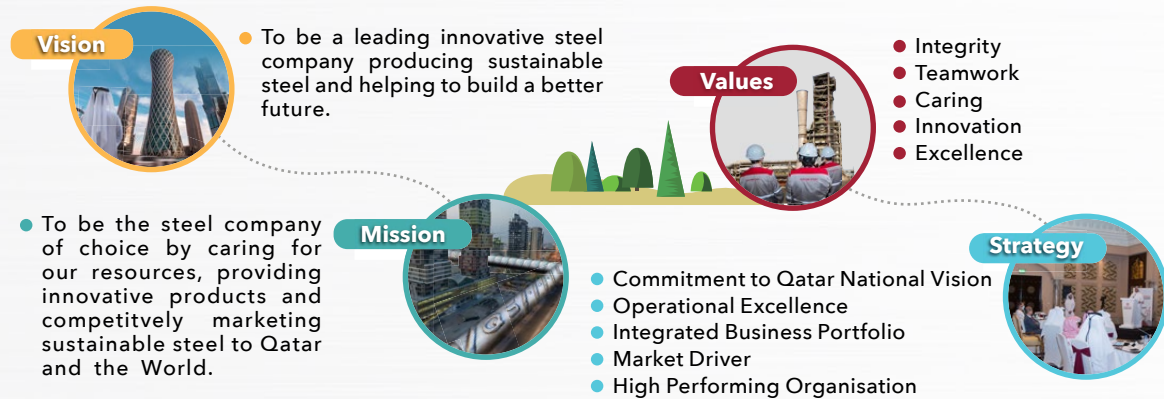 Vision
To be a leading innovative steel
company producing sustainable
steel and helping to build a better
future.
Values
Integrity
Teamwork
Caring
Innovation
Excellence
Mission
To be the steel company
of choice by caring for
our resources, providing
innovative products and
competitvely marketing
sustainable steel to Qatar
and the World.
Strategy
Commitment to Qatar National Vision
Operational Excellence
Integrated Business Portfolio
Market Driver
High Performing Organisation